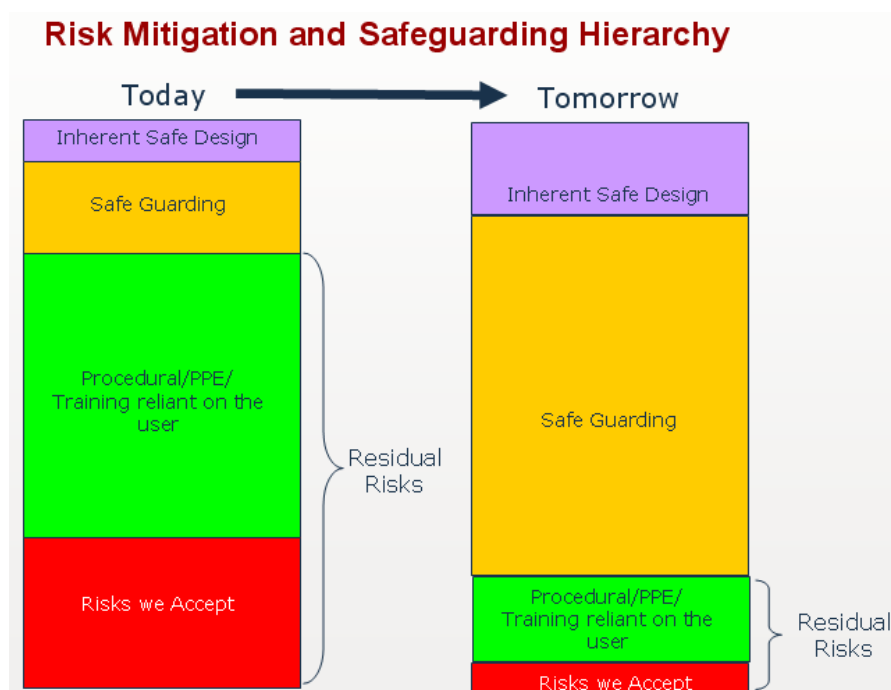 Risk Mitigation and Safeguarding Hierarchy
Today
Tomorrow
Inherent Safe Design
Safe Guarding
Procedural/PPE/
Training reliant on the
user
Risks we Accept
Residual
Risks
Inherent Safe Design
Safe Guarding
Procedural/PPE/
Training reliant on the
user
Risks we Accept
Residual
Risks